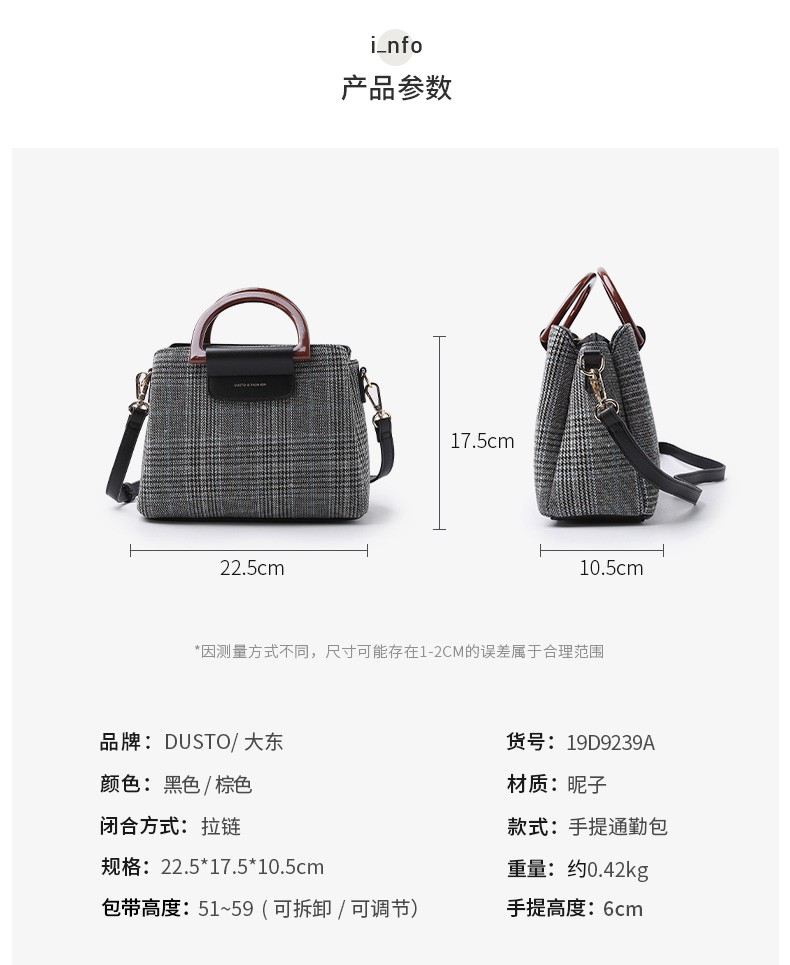 i_nfo
产品参数
17.5cm
22.5cm
10.5cm
*因测量方式不同，尺寸可能存在1-2CM的误差属于合理范围
品牌：DUSTO/ 大东
货号：19D9239A
颜色：黑色 / 棕色
材质：昵子
闭合方式：拉链
款式：手提通勤包
规格：22.5*17.5*10.5cm
重量：约0.42kg
包带高度：51~59（可拆卸 / 可调节）
手提高度：6cm